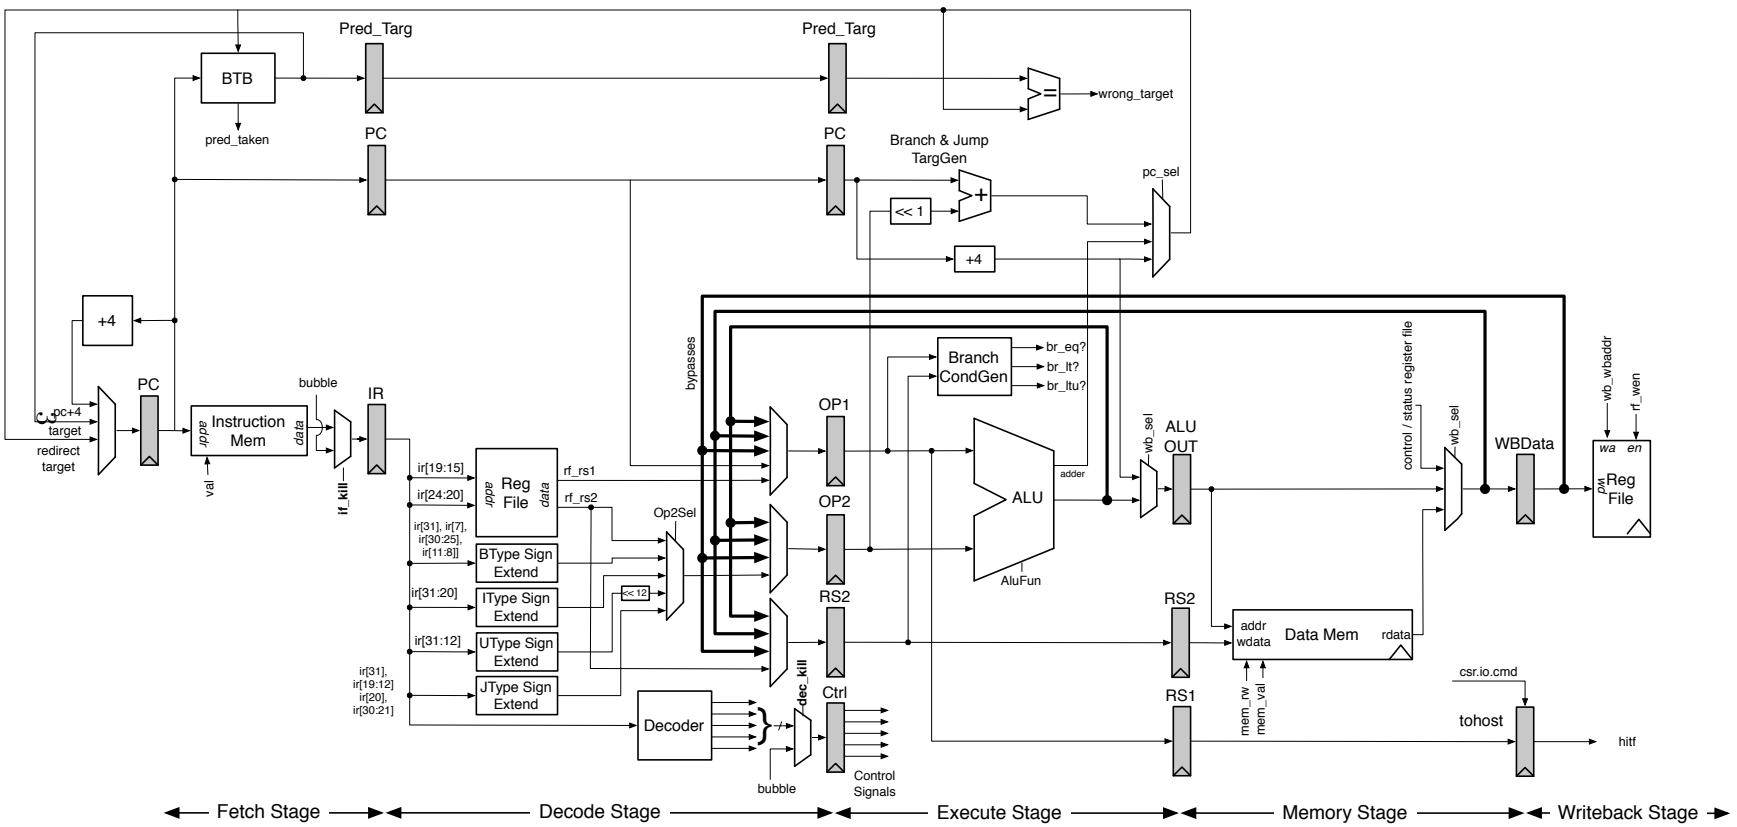 Pred_Targ
Pred_Targ
BTB
=
wrong_target
pred_taken
PC
PC
Branch & Jump
TargGen
+
<< 1
pc_sel
+4
+4
bypasses
Branch
CondGen
br_eq?
br_lt?
br_ltu?
control / status register file
wb_wbaddr
rf_wen
bubble
PC
IR
pc+4
target
redirect
target
Instruction
Mem
addr
data
val
if_kill
ir[19:15]
ir[24:20]
Reg
File
addr
data
rf_rs1
rf_rs2
Op2Sel
ir[31], ir[7],
ir[30:25],
ir[11:8]]
BType Sign
Extend
ir[31:20]
IType Sign
Extend
<< 12
ir[31:12]
UType Sign
Extend
ir[31],
ir[19:12]
ir[20],
ir[30:21]
JType Sign
Extend
OP1
OP2
RS2
ALU
adder
AluFun
wb_sel
ALU
OUT
wb_sel
WBData
wa
en
wd
Reg
File
RS2
addr
wdata
Data Mem
rdata
mem_rw
mem_val
RS1
csr.io.cmd
tohost
hitf
Decoder
}
dec_kill
Ctrl
bubble
Control
Signals
Fetch Stage
Decode Stage
Execute Stage
Memory Stage
Writeback Stage